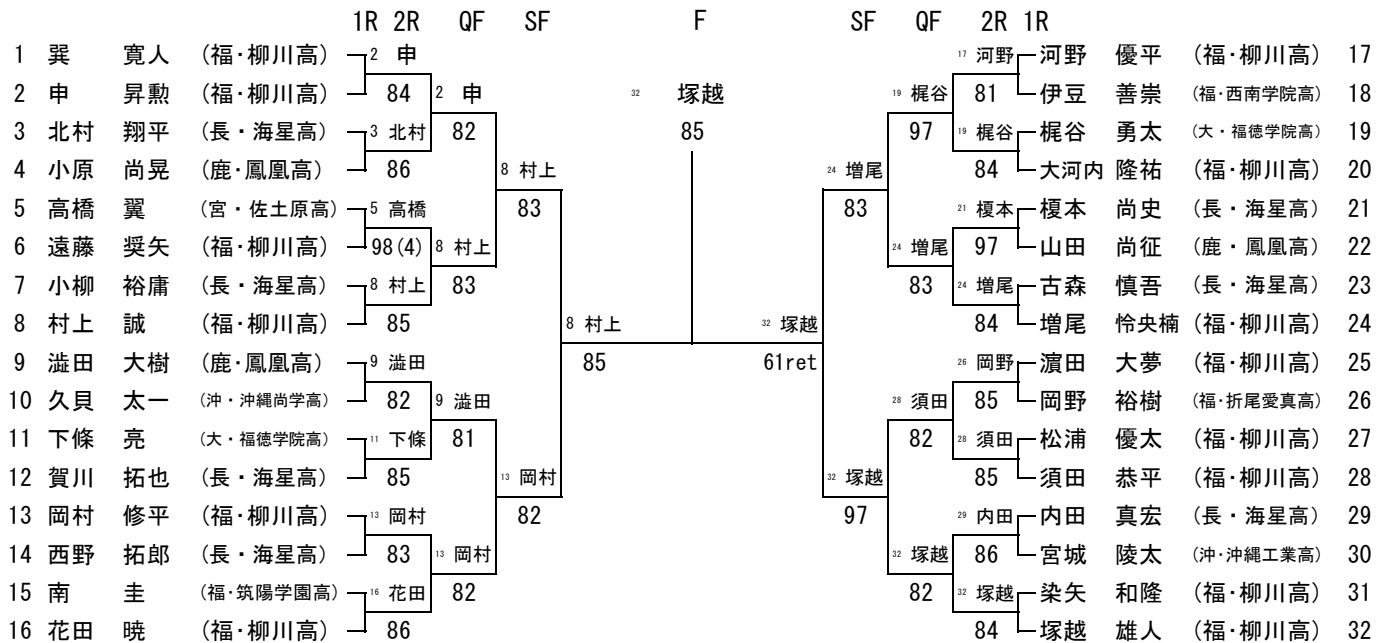 1R 2R QF SF F SF QF 2R 1R
1 巽 寛人 (福・柳川高) 2 申 17 河野 河野 優平 (福・柳川高) 17
2 申 昇勲 (福・柳川高) 84 2 申 32 塚越 19 梶谷 81 伊豆 善崇 (福・西南学院高) 18
3 北村 翔平 (長・海星高) 3 北村 82 85 97 19 梶谷 梶谷 勇太 (大・福徳学院高) 19
4 小原 尚晃 (鹿・鳳凰高) 86 8 村上 24 増尾 84 大河内 隆祐 (福・柳川高) 20
5 高橋 翼 (宮・佐土原高) 5 高橋 83 83 21 榎本 榎本 尚史 (長・海星高) 21
6 遠藤 奨矢 (福・柳川高) 98(4) 8 村上 24 増尾 97 山田 尚征 (鹿・鳳凰高) 22
7 小柳 裕庸 (長・海星高) 8 村上 83 83 24 増尾 古森 慎吾 (長・海星高) 23
8 村上 誠 (福・柳川高) 85 8 村上 32 塚越 84 増尾 怜央楠 (福・柳川高) 24
9 澁田 大樹 (鹿・鳳凰高) 9 澁田 85 61ret 26 岡野 濵田 大夢 (福・柳川高) 25
10 久貝 太一 (沖・沖縄尚学高) 82 9 澁田 28 須田 85 岡野 裕樹 (福・折尾愛真高) 26
11 下條 亮 (大・福徳学院高) 11 下條 81 82 28 須田 松浦 優太 (福・柳川高) 27
12 賀川 拓也 (長・海星高) 85 13 岡村 32 塚越 85 須田 恭平 (福・柳川高) 28
13 岡村 修平 (福・柳川高) 13 岡村 82 97 29 内田 内田 真宏 (長・海星高) 29
14 西野 拓郎 (長・海星高) 83 13 岡村 32 塚越 86 宮城 陵太 (沖・沖縄工業高) 30
15 南 圭 (福・筑陽学園高) 16 花田 82 82 32 塚越 染矢 和隆 (福・柳川高) 31
16 花田 暁 (福・柳川高) 86 84 塚越 雄人 (福・柳川高) 32